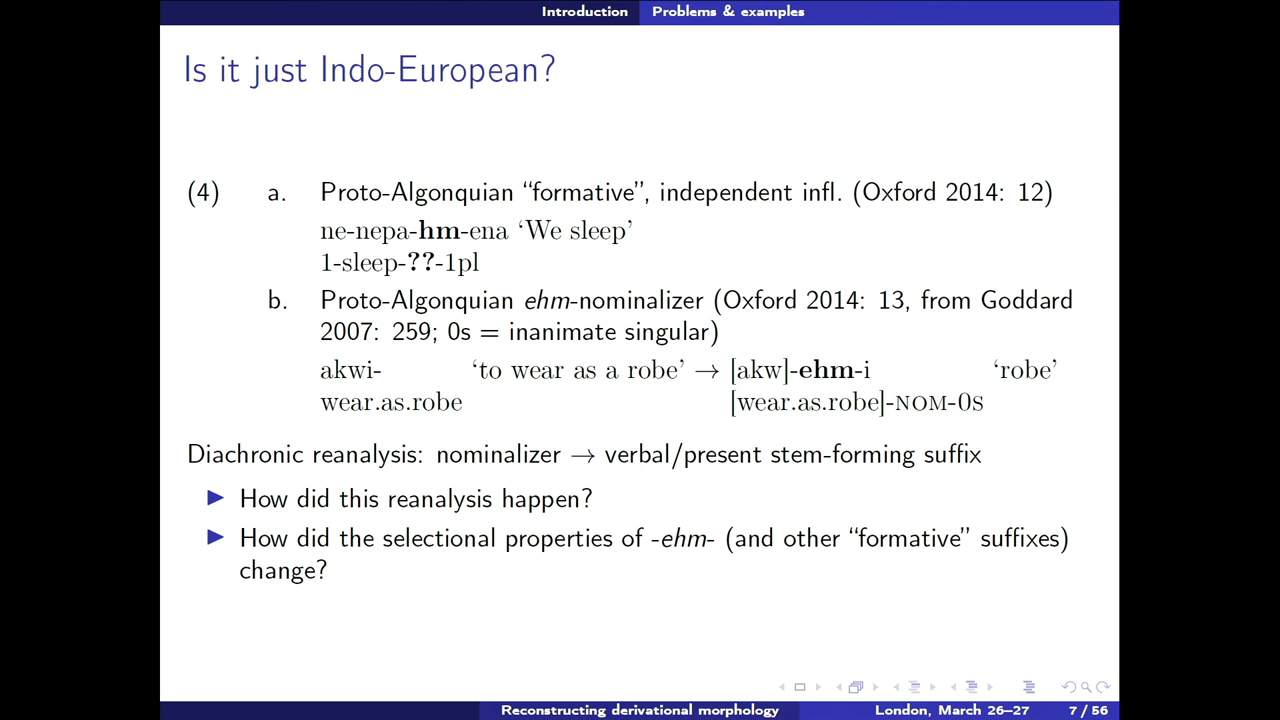 Introduction Problems & examples
Is it just Indo-European?
(4) a. Proto-Algonquian “formative”, independent infl. (Oxford 2014: 12)
ne-nepa-hm-ena ‘We sleep’
1-sleep-??-1pl
b. Proto-Algonquian ehm-nominalizer (Oxford 2014: 13, from Goddard
2007: 259; 0s = inanimate singular)
akwi- ‘to wear as a robe’ → [akw]-ehm-i ‘robe’
wear.as.robe [wear.as.robe]-NOM-0S
Diachronic reanalysis: nominalizer → verbal/present stem-forming suffix
▶ How did this reanalysis happen?
▶ How did the selectional properties of -ehm- (and other “formative” suffixes)
change?
Reconstructing derivational morphology London, March 26–27 7 / 56